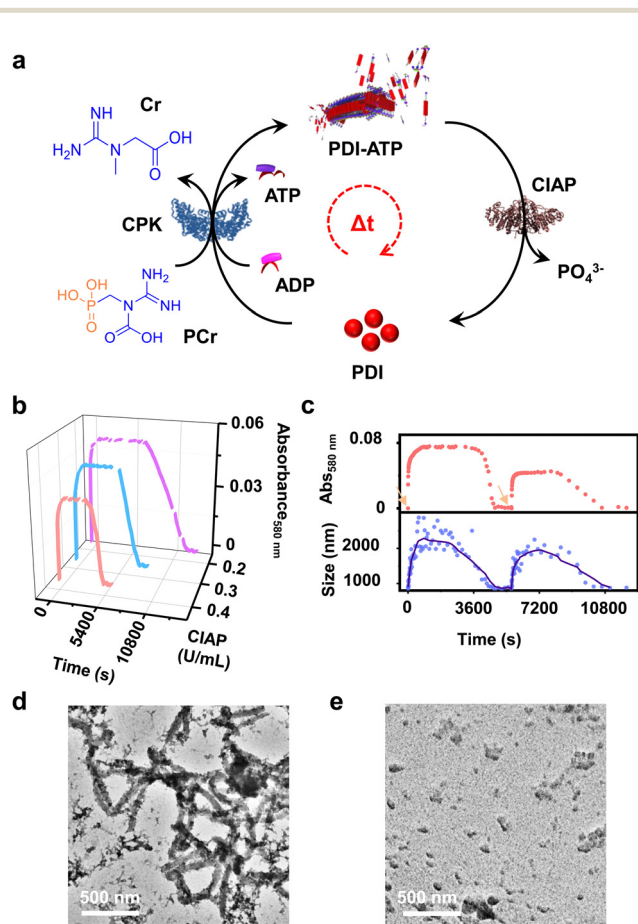 a
Cr
NH
H₂N
N
OH
O
PDI-ATP
ATP
CPK
Δt
CIAP
PO₄³⁻
ADP
HO
OH
P
HO
O
NH₂
N
NH
O
OH
PCr
PDI
b
0.06
0.03
0
Absorbance₅₈₀ ₙₘ
0.2
0.3
0.4
CIAP
(U/mL)
0
5400
10800
Time (s)
c
0.08
0
Abs₅₈₀ ₙₘ
2000
1000
Size (nm)
0 3600 7200 10800
Time (s)
d
500 nm
e
500 nm